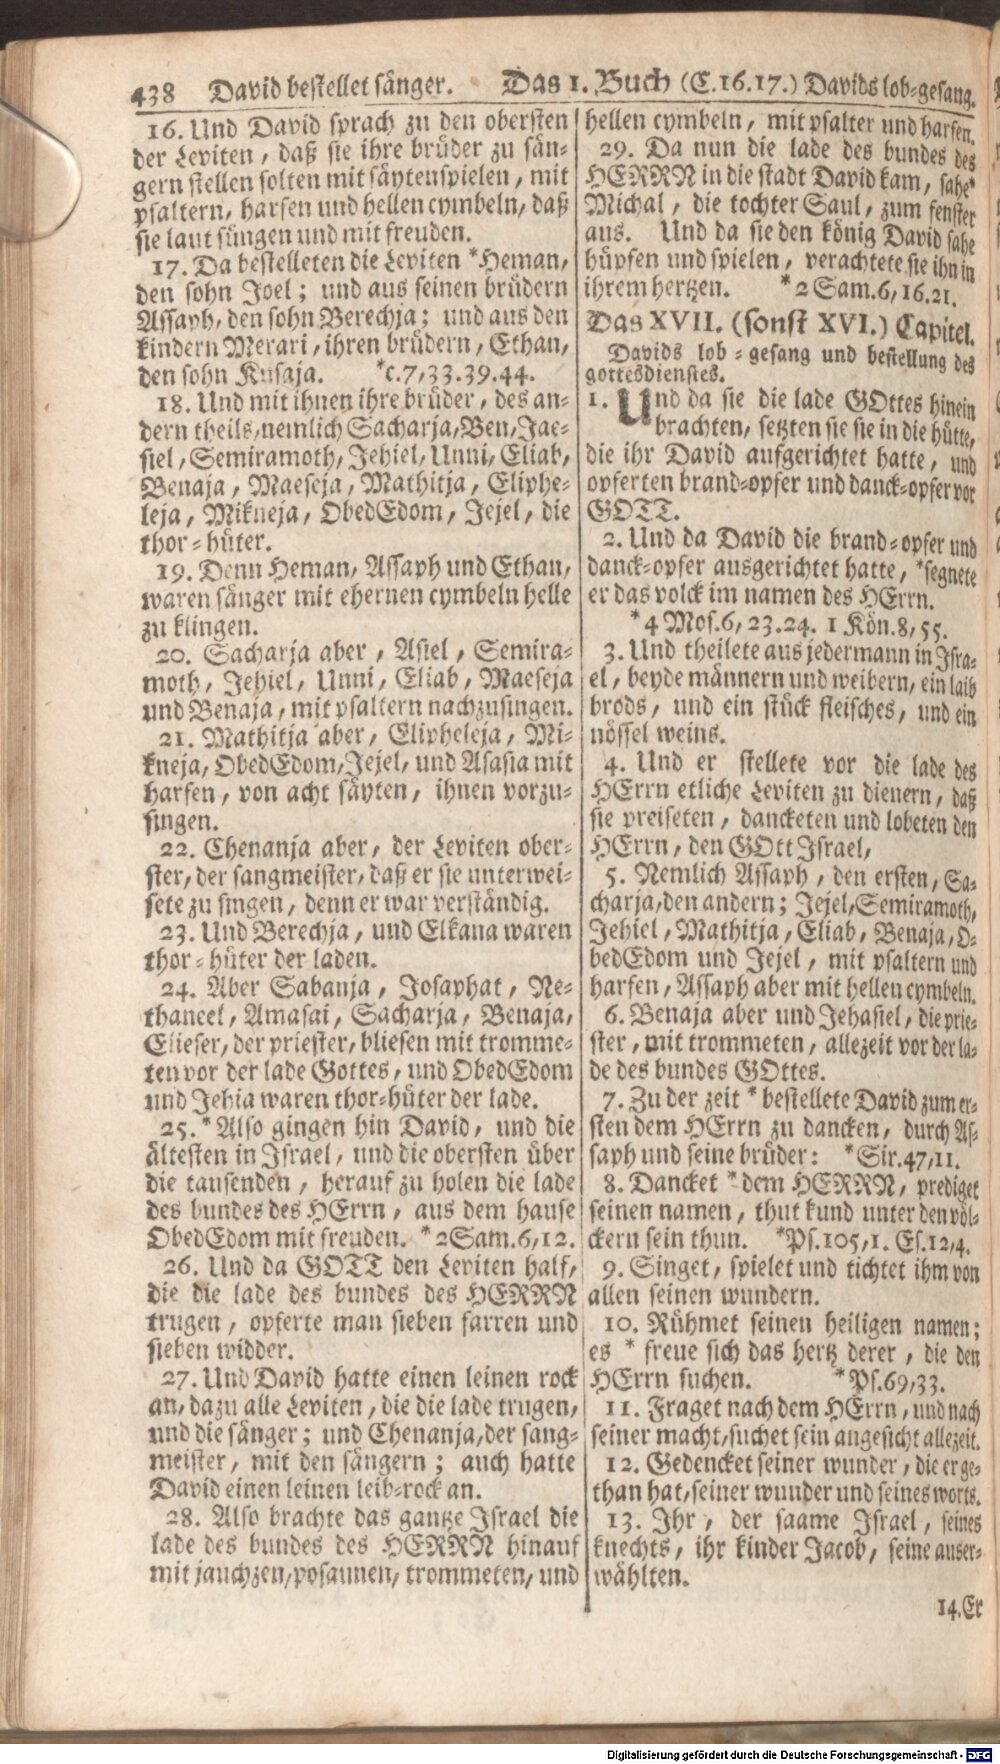 438 David bestellet sänger. Das 1. Buch (C.16.17.) Davids lob-gesang.
16. Und David sprach zu den obersten
der Leviten, daß sie ihre brüder zu sän-
gern stellen solten mit säytenspielen, mit
psaltern, harfen und hellen cymbeln, daß
sie laut süngen und mit freuden.
17. Da bestelleten die Leviten *Heman,
den sohn Joel; und aus seinen brüdern
Assaph, den sohn Berechja; und aus den
kindern Merari, ihren brüdern, Ethan,
den sohn Kusaja. *c.7,33.39.44.
18. Und mit ihnen ihre brüder, des an-
dern theils, nemlich Sacharja, Ben, Jae-
siel, Semiramoth, Jehiel, Unni, Eliab,
Benaja, Maeseja, Mathitja, Eliphe-
leja, Mikneja, ObedEdom, Jejel, die
thor-hüter.
19. Denn Heman, Assaph und Ethan,
waren sänger mit ehernen cymbeln helle
zu klingen.
20. Sacharja aber, Asiel, Semira-
moth, Jehiel, Unni, Eliab, Maeseja
und Benaja, mit psaltern nachzusingen.
21. Mathitja aber, Elipheleja, Mi-
kneja, ObedEdom, Jejel, und Asasia mit
harfen, von acht säyten, ihnen vorzu-
singen.
22. Chenanja aber, der Leviten ober-
ster, der sangmeister, daß er sie unterwei-
sete zu singen, denn er war verständig.
23. Und Berechja, und Elkana waren
thor-hüter der laden.
24. Aber Sabanja, Josaphat, Ne-
thaneel, Amasai, Sacharja, Benaja,
Elieser, der priester, bliesen mit tromme-
ten vor der lade Gottes, und ObedEdom
und Jehia waren thor-hüter der lade.
25. *Also gingen hin David, und die
ältesten in Israel, und die obersten über
die tausenden, herauf zu holen die lade
des bundes des HErrn, aus dem hause
ObedEdom mit freuden. *2 Sam.6,12.
26. Und da GOTT den Leviten half,
die die lade des bundes des HERRN
trugen, opferte man sieben farren und
sieben widder.
27. Und David hatte einen leinen rock
an, dazu alle Leviten, die die lade trugen,
und die sänger; und Chenanja, der sang-
meister, mit den sängern; auch hatte
David einen leinen leib-rock an.
28. Also brachte das gantze Israel die
lade des bundes des HERRN hinauf
mit jauchzen, posaunen, trommeten, und
hellen cymbeln, mit psalter und harfen.
29. Da nun die lade des bundes des
HERRN in die stadt David kam, sahe*
Michal, die tochter Saul, zum fenster
aus. Und da sie den könig David sahe
hüpfen und spielen, verachtete sie ihn in
ihrem hertzen. *2 Sam.6,16.21.
Das XVII. (sonst XVI.) Capitel.
Davids lob-gesang und bestellung des
gottesdienstes.
1. Und da sie die lade GOttes hinein
brachten, setzten sie sie in die hütte,
die ihr David aufgerichtet hatte, und
opferten brand-opfer und danck-opfer vor
GOTT.
2. Und da David die brand-opfer und
danck-opfer ausgerichtet hatte, *segnete
er das volck im namen des HErrn.
*4 Mos.6,23.24. 1 Kön.8,55.
3. Und theilete aus jedermann in Isra-
el, beyde männern und weibern, ein laib
brods, und ein stück fleisches, und ein
nössel weins.
4. Und er stellete vor die lade des
HErrn etliche Leviten zu dienern, daß
sie preiseten, dancketen und lobeten den
HErrn, den GOtt Israel,
5. Nemlich Assaph, den ersten, Sa-
charja, den andern; Jejel, Semiramoth,
Jehiel, Mathitja, Eliab, Benaja, O-
bedEdom und Jejel, mit psaltern und
harfen, Assaph aber mit hellen cymbeln.
6. Benaja aber und Jehasiel, die prie-
ster, mit trommeten, allezeit vor der la-
de des bundes GOttes.
7. Zu der zeit *bestellete David zum er-
sten dem HErrn zu dancken, durch As-
saph und seine brüder: *Sir.47,11.
8. Dancket *dem HERRN, prediget
seinen namen, thut kund unter den völ-
ckern sein thun. *Ps.105,1. Es.12,4.
9. Singet, spielet und tichtet ihm von
allen seinen wundern.
10. Rühmet seinen heiligen namen;
es *freue sich das hertz derer, die den
HErrn suchen. *Ps.69,33.
11. Fraget nach dem HErrn, und nach
seiner macht, suchet sein angesicht allezeit.
12. Gedencket seiner wunder, die er ge-
than hat, seiner wunder und seines worts.
13. Ihr, der saame Israel, seines
knechts, ihr kinder Jacob, seine auser-
wählten.
14. Er
Digitalisierung gefördert durch die Deutsche Forschungsgemeinschaft - DFG